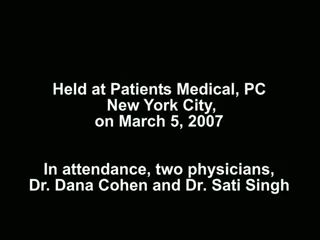 Held at Patients Medical, PC
New York City,
on March 5, 2007
In attendance, two physicians,
Dr. Dana Cohen and Dr. Sati Singh